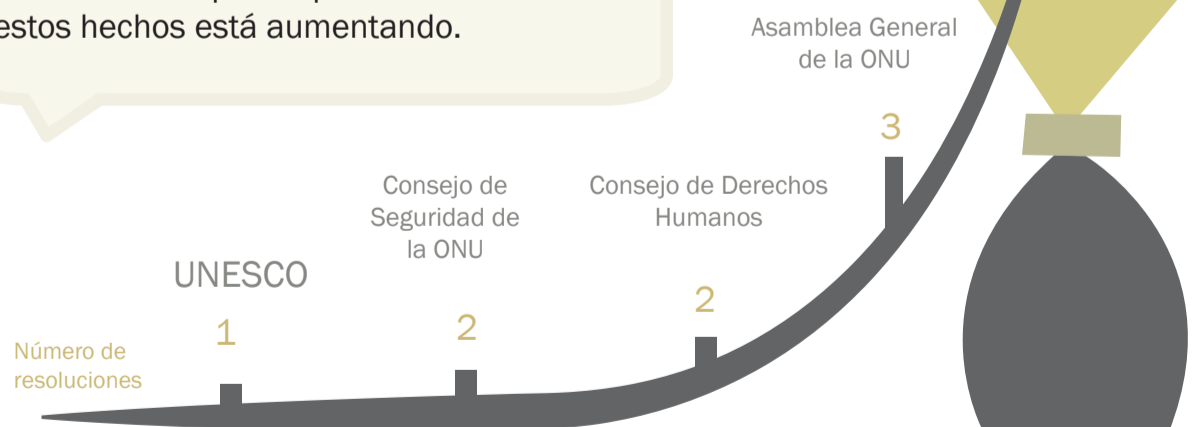 estos hechos está aumentando.
Asamblea General
de la ONU
3
Consejo de
Seguridad de
la ONU
Consejo de Derechos
Humanos
UNESCO
2
1
2
Número de
resoluciones